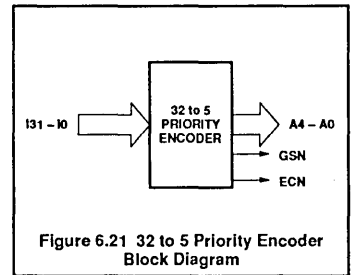 I31 – I0
32 to 5
PRIORITY
ENCODER
A4 – A0
GSN
ECN
Figure 6.21 32 to 5 Priority Encoder
Block Diagram